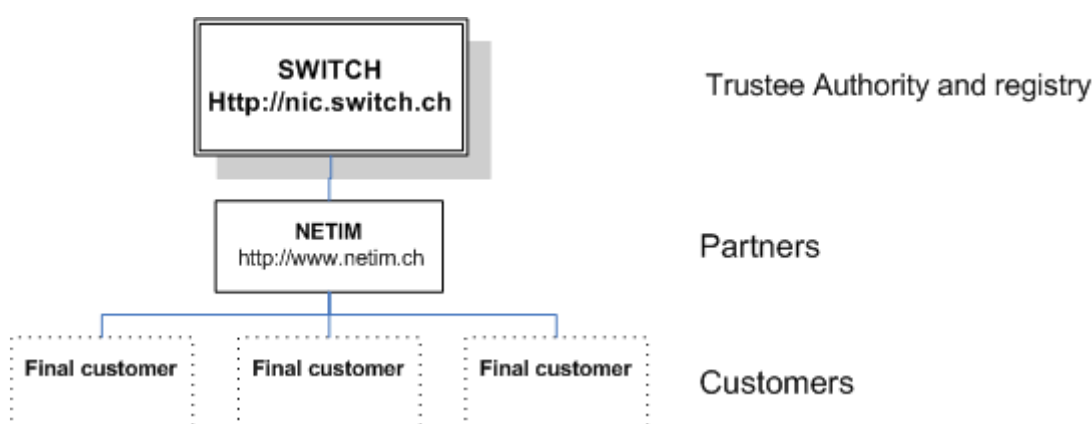 SWITCH
Http://nic.switch.ch
Trustee Authority and registry
NETIM
http://www.netim.ch
Partners
Final customer
Final customer
Final customer
Customers